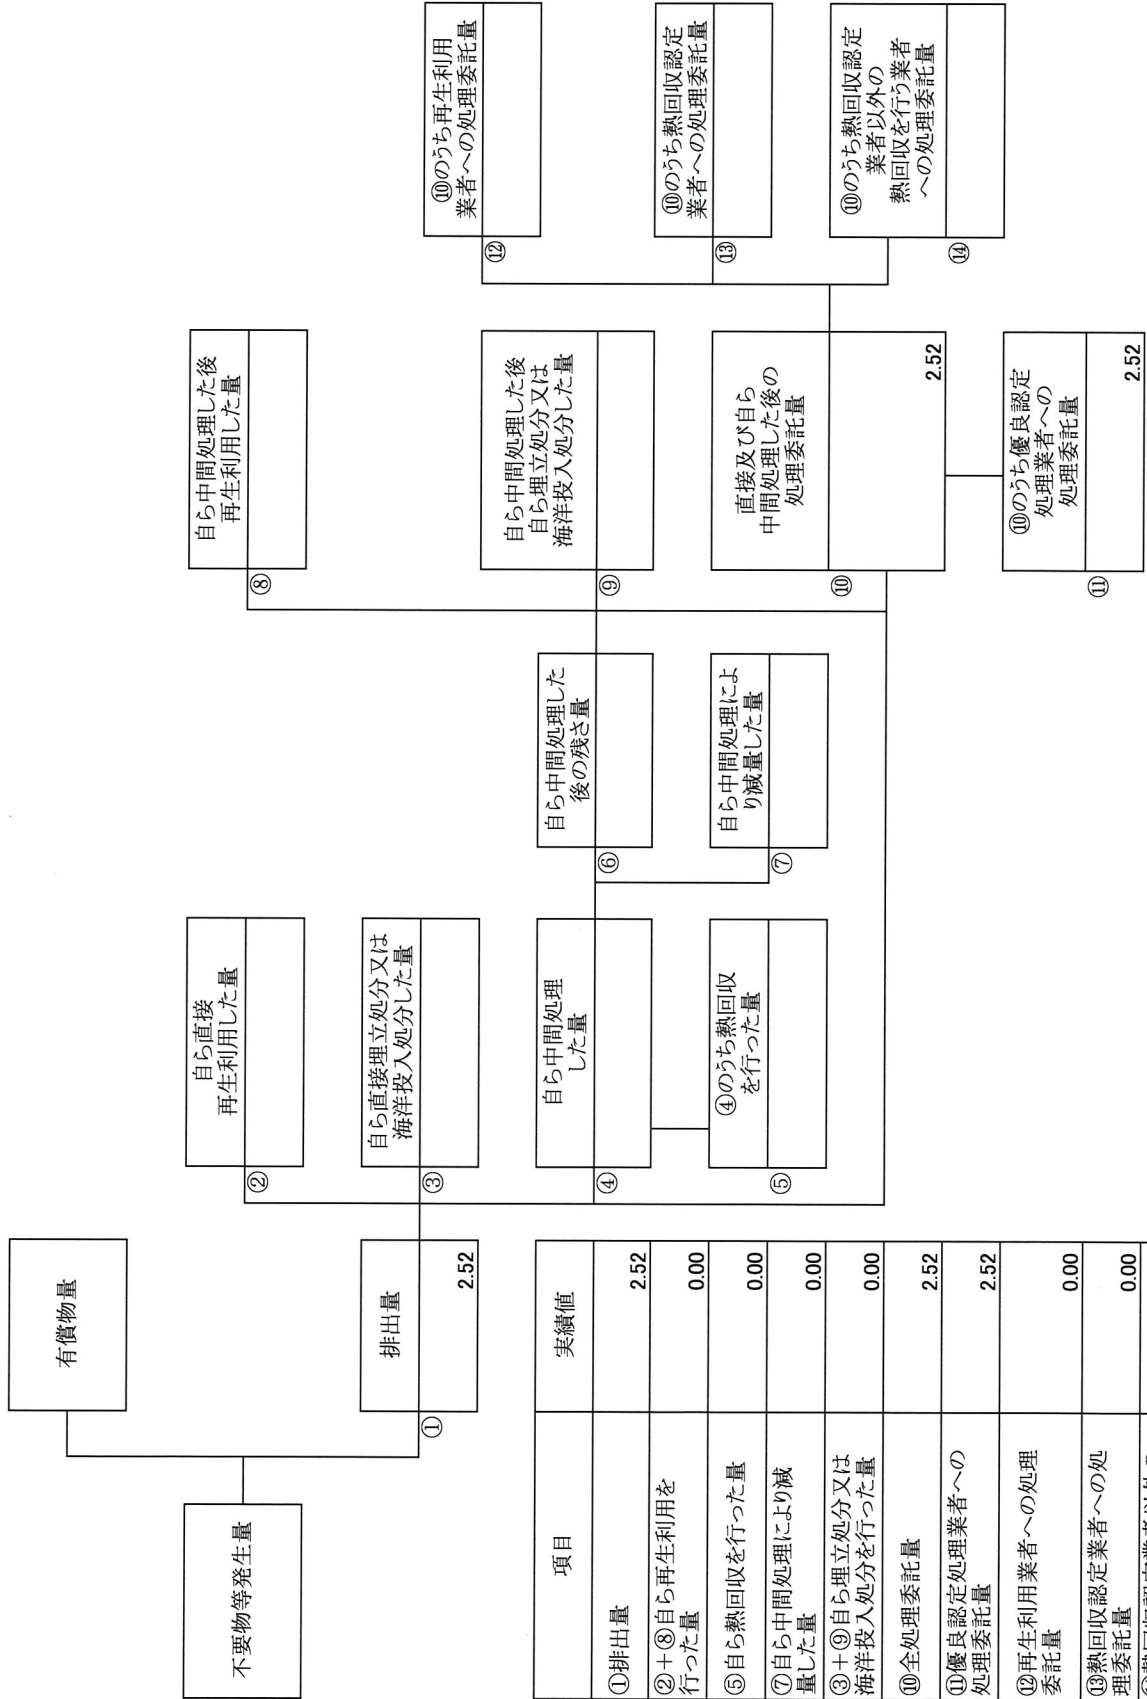 不要物等発生量
有償物量
排出量
①
2.52
自ら直接
再生利用した量
②
自ら直接埋立処分又は
海洋投入処分した量
③
自ら中間処理
した量
④
④のうち熱回収
を行った量
⑤
自ら中間処理した
後の残さ量
⑥
自ら中間処理によ
り減量した量
⑦
自ら中間処理した後
再生利用した量
⑧
自ら中間処理した後
自ら埋立処分又は
海洋投入処分した量
⑨
直接及び自ら
中間処理した後の
処理委託量
⑩
2.52
⑩のうち優良認定
処理業者への
処理委託量
⑪
2.52
⑩のうち再生利用
業者への処理委託量
⑫
⑩のうち熱回収認定
業者への処理委託量
⑬
⑩のうち熱回収認定
業者以外の
熱回収を行う業者
への処理委託量
⑭
項目 実績値
①排出量 2.52
②+⑧自ら再生利用を
行った量 0.00
⑤自ら熱回収を行った量 0.00
⑦自ら中間処理により減
量した量 0.00
③+⑨自ら埋立処分又は
海洋投入処分を行った量 0.00
⑩全処理委託量 2.52
⑪優良認定処理業者への
処理委託量 2.52
⑫再生利用業者への処理
委託量 0.00
⑬熱回収認定業者への処
理委託量 0.00